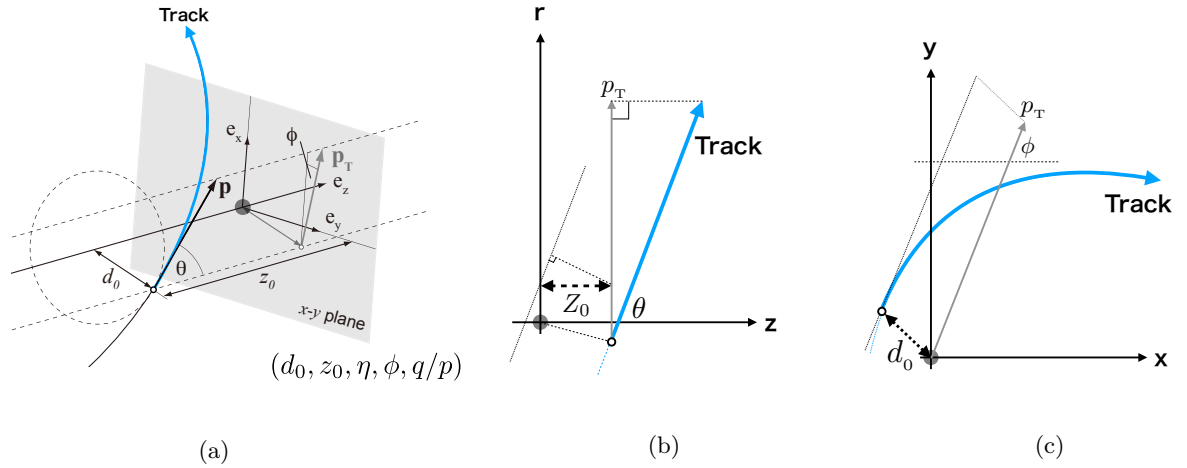 Track
e_x
ϕ
p_T
p
e_z
e_y
θ
d_0
z_0
x-y plane
(d_0, z_0, η, ϕ, q/p)
(a)
r
p_T
Track
Z_0
θ
z
(b)
y
p_T
ϕ
Track
d_0
x
(c)